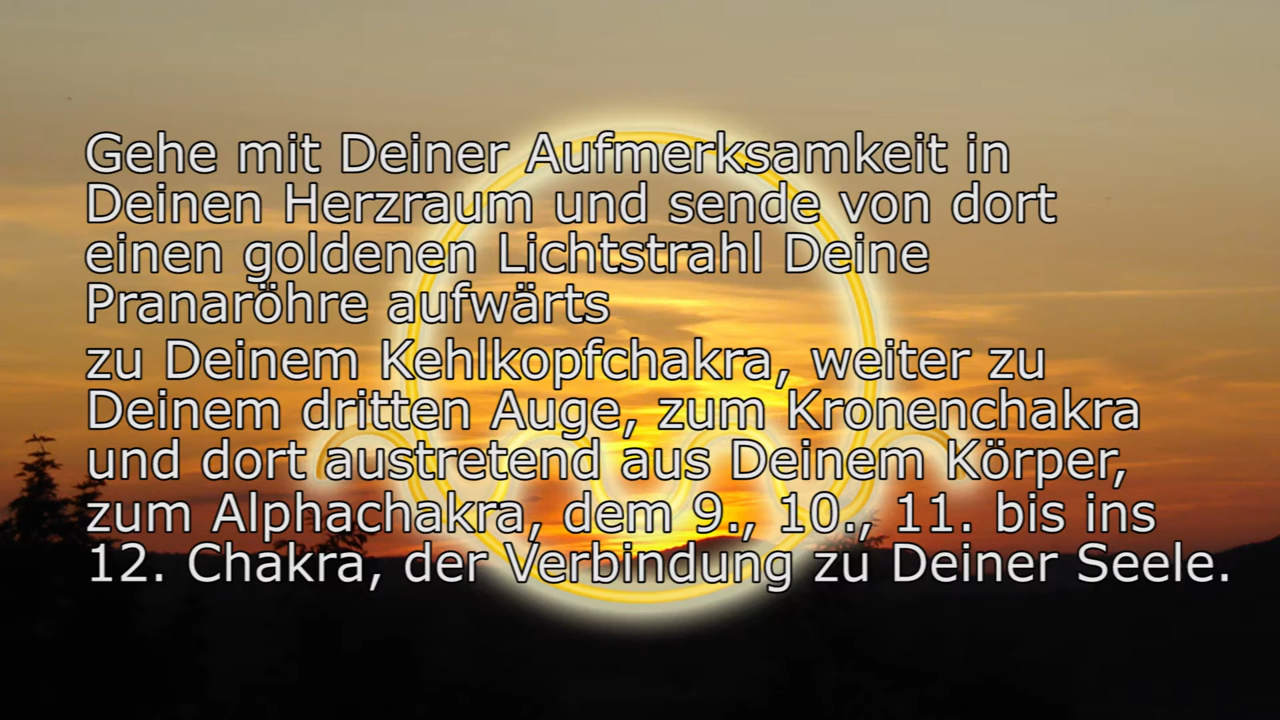 Gehe mit Deiner Aufmerksamkeit in
Deinen Herzraum und sende von dort
einen goldenen Lichtstrahl Deine
Pranaröhre aufwärts
zu Deinem Kehlkopfchakra, weiter zu
Deinem dritten Auge, zum Kronenchakra
und dort austretend aus Deinem Körper,
zum Alphachakra, dem 9., 10., 11. bis ins
12. Chakra, der Verbindung zu Deiner Seele.